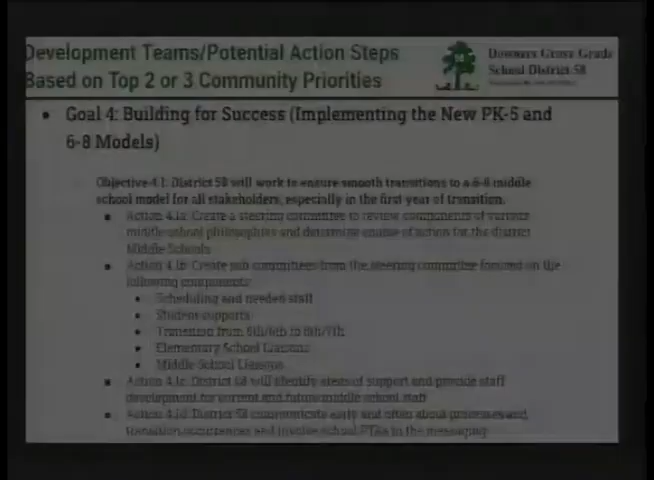 Development Teams/Potential Action Steps
Based on Top 2 or 3 Community Priorities
Downers Grove Grade
School District 58
• Goal 4: Building for Success (Implementing the New PK-5 and
6-8 Models)
Objective 4.1: District 58 will work to ensure smooth transitions to a 6-8 middle
school model for all stakeholders, especially in the first year of transition.
▪ Action 4.1a: Create a steering committee to review components of various
middle school philosophies and determine course of action for the district
Middle Schools
▪ Action 4.1b: Create sub committees from the steering committee focused on the
following components:
• Scheduling and needed staff
• Student supports
• Transition from 5th/6th to 6th/7th
• Elementary School Liaisons
• Middle School Liaisons
▪ Action 4.1c: District 58 will identify areas of support and provide staff
development for current and future middle school staff
▪ Action 4.1d: District 58 communicate early and often about processes and
transition occurrences and involve school PTAs in the messaging